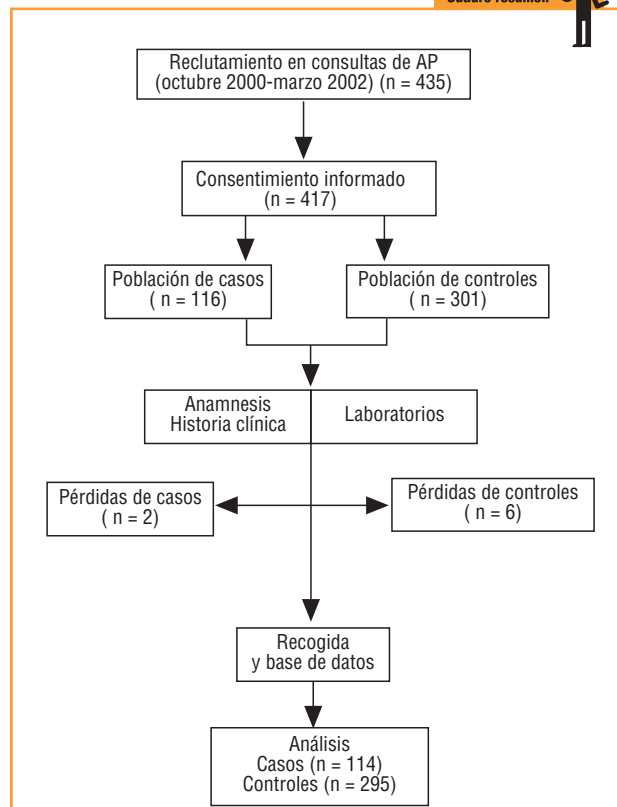 Cuadro resumen
Reclutamiento en consultas de AP
(octubre 2000-marzo 2002) (n = 435)
Consentimiento informado
(n = 417)
Población de casos
( n = 116)
Población de controles
( n = 301)
Anamnesis
Historia clínica
Laboratorios
Pérdidas de casos
( n = 2)
Pérdidas de controles
( n = 6)
Recogida
y base de datos
Análisis
Casos (n = 114)
Controles (n = 295)